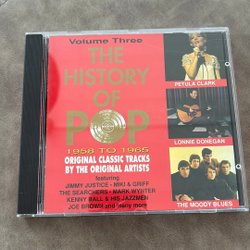 Volume Three
THE
HISTORY
OF
POP
1958 TO 1965
ORIGINAL CLASSIC TRACKS
BY THE ORIGINAL ARTISTS
featuring
JIMMY JUSTICE - MIKI & GRIFF
THE SEARCHERS - MARK WYNTER
KENNY BALL & HIS JAZZMEN
JOE BROWN and many more
PETULA CLARK
LONNIE DONEGAN
THE MOODY BLUES